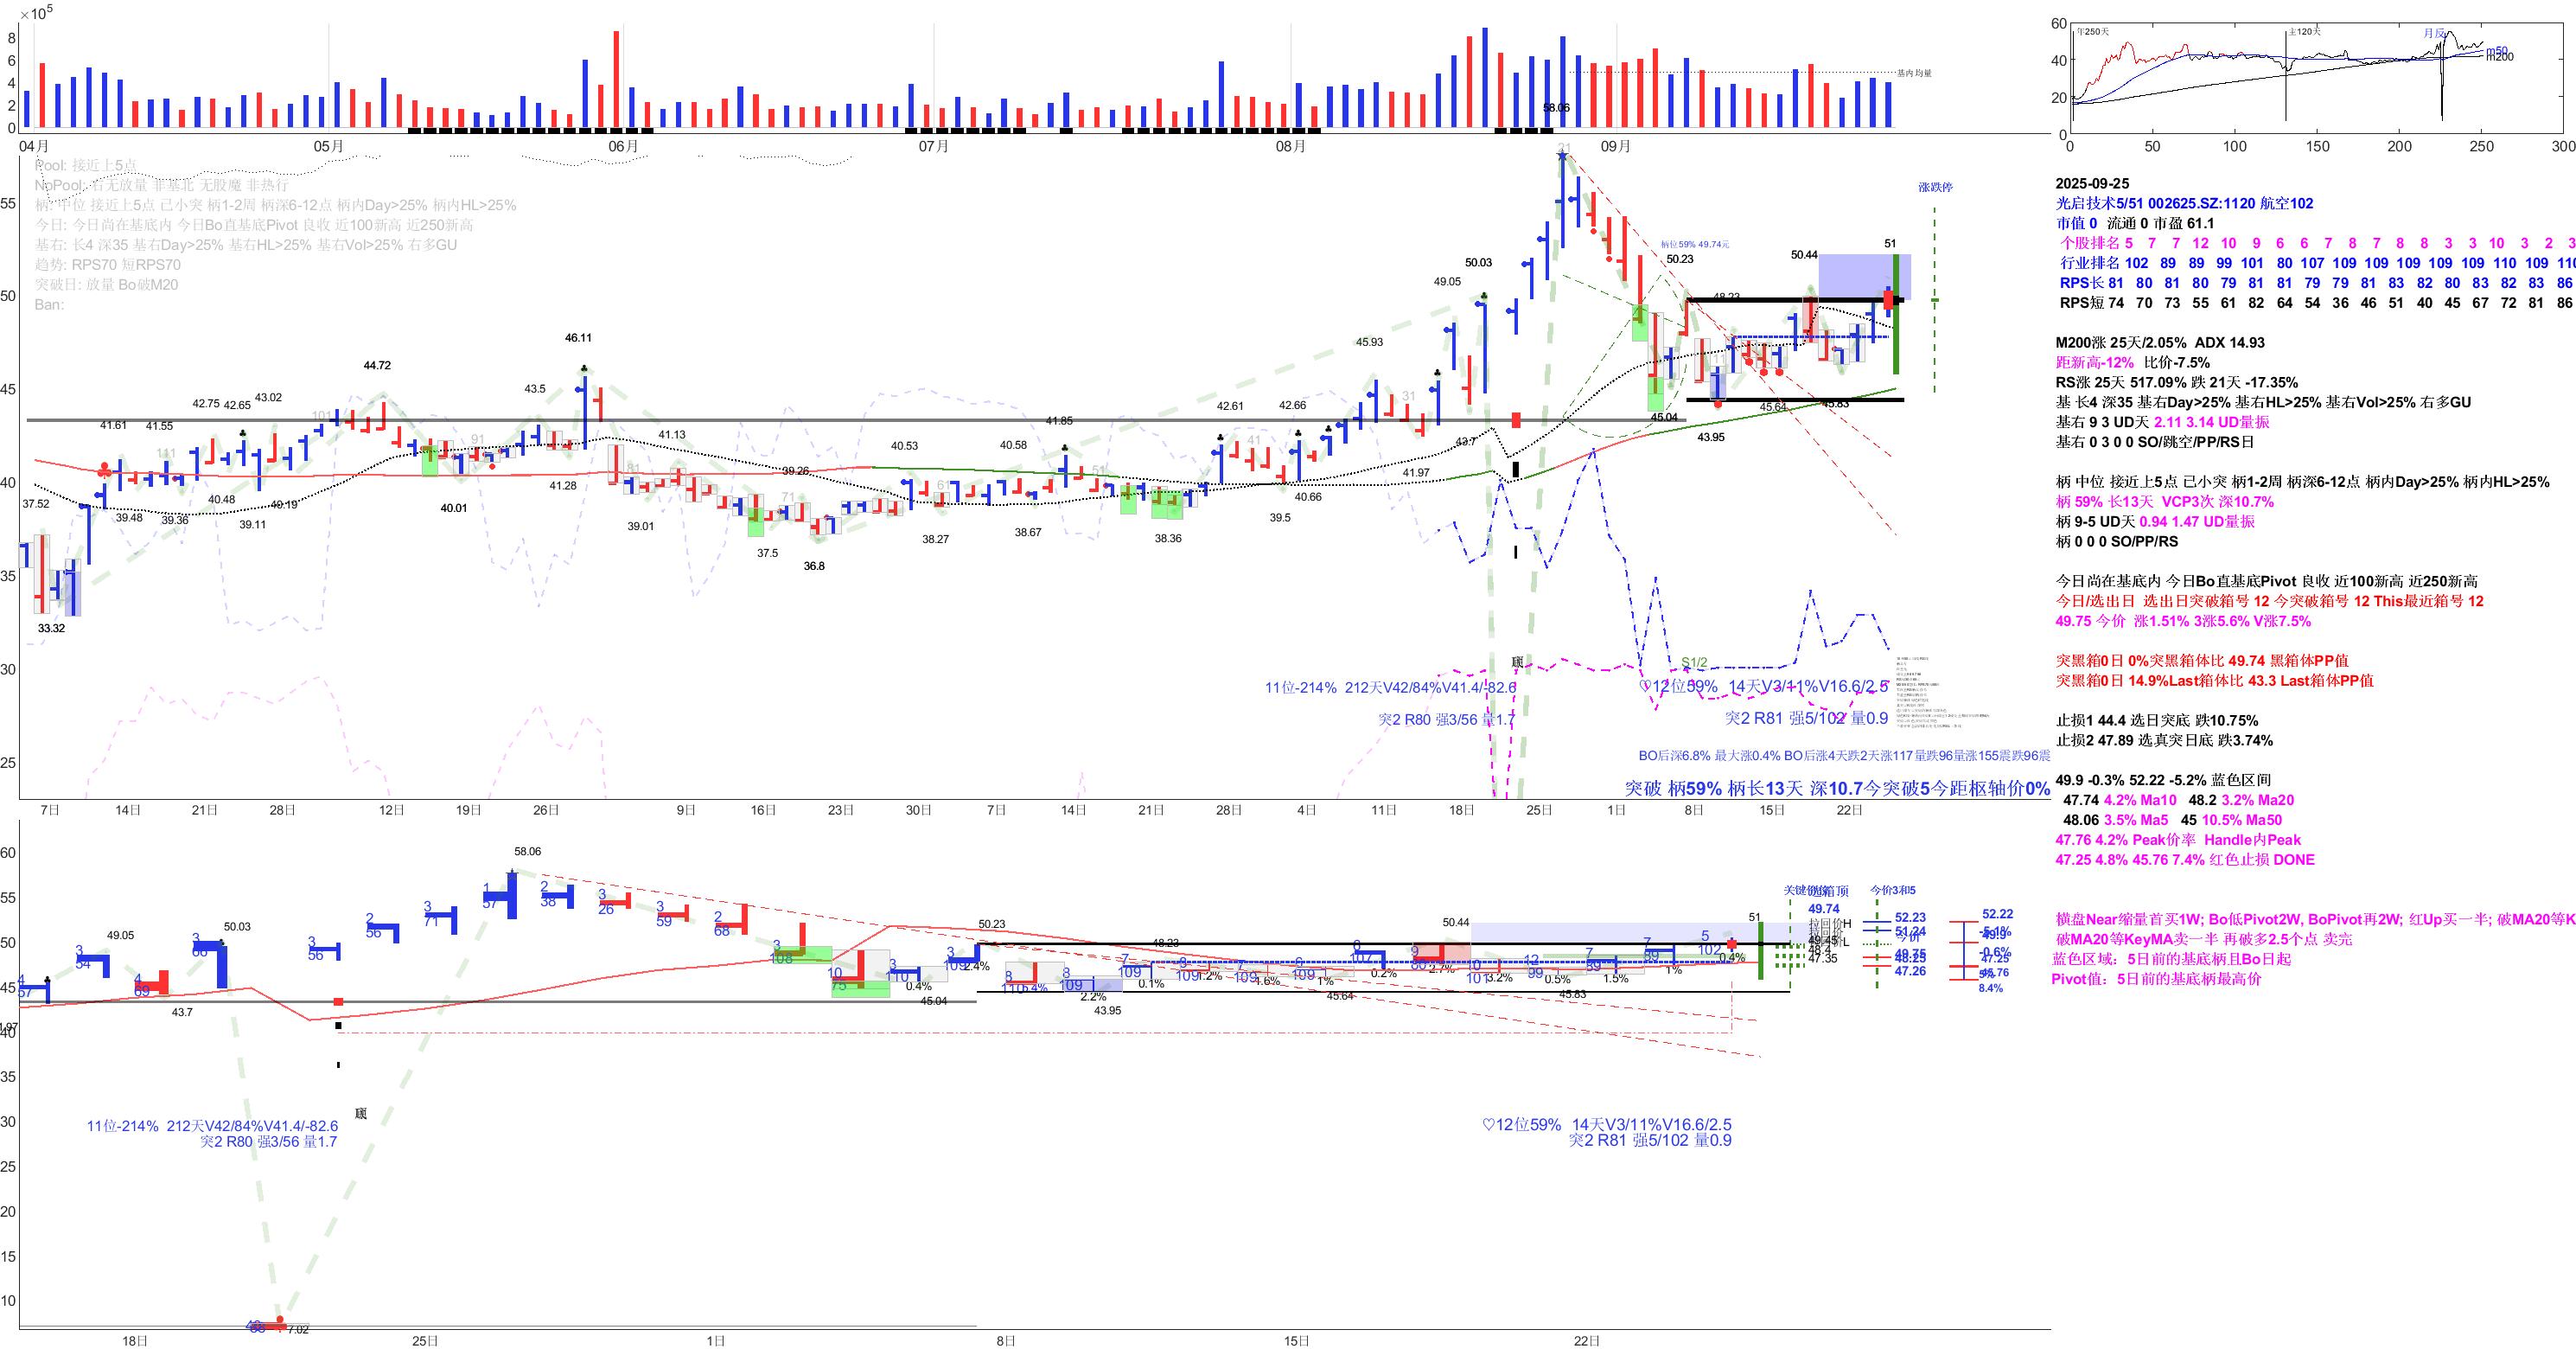 ×10⁵
8
6
4
2
0
58.06
基内均量
04月 05月 06月 07月 08月 09月
60
40
20
0
0 50 100 150 200 250 300
年250天
主120天
月反
m50
m200
Pool: 接近上5点
NoPool: 右无放量 非基北 无股魔 非热行
柄: 中位 接近上5点 己小突 柄1-2周 柄深6-12点 柄内Day>25% 柄内HL>25%
今日: 今日尚在基底内 今日Bo直基底Pivot 良收 近100新高 近250新高
基右: 长4 深35 基右Day>25% 基右HL>25% 基右Vol>25% 右多GU
趋势: RPS70 短RPS70
突破日: 放量 Bo破M20
Ban:
55
50
45
40
35
30
25
37.52
33.32
41.61
39.48
41.55
39.36
111
42.75
40.48
42.65
39.11
43.02
40.19
101
44.72
91
40.01
43.5
41.28
46.11
81
39.01
41.13
37.5
71
39.26
36.8
40.53
38.27
61
40.58
38.67
41.85
51
38.36
42.61
41
39.5
42.66
40.66
45.93
31
41.97
49.05
43.7
50.03
21
柄位59% 49.74元
50.23
45.04
48.23
43.95
11
45.64
50.44
45.83
51
涨跌停
底
顶
S1/2
11位-214% 212天V42/84%V41.4/-82.6
突2 R80 强3/56 量1.7
♡12位59% 14天V3/11%V16.6/2.5
突2 R81 强5/102 量0.9
BO后深6.8% 最大涨0.4% BO后涨4天跌2天涨117量跌96量涨155震跌96震
突破 柄59% 柄长13天 深10.7今突破5今距枢轴价0%
7日 14日 21日 28日 12日 19日 26日 9日 16日 23日 30日 7日 14日 21日 28日 4日 11日 18日 25日 1日 8日 15日 22日
2025-09-25
光启技术5/51 002625.SZ:1120 航空102
市值 0 流通 0 市盈 61.1
个股排名 5 7 7 12 10 9 6 6 7 8 7 8 8 3 3 10 3 2 3
行业排名 102 89 89 99 101 80 107 109 109 109 109 109 110 109 110
RPS长 81 80 81 80 79 81 81 79 79 81 83 82 80 83 82 83 86
RPS短 74 70 73 55 61 82 64 54 36 46 51 40 45 67 72 81 86
M200涨 25天/2.05% ADX 14.93
距新高-12% 比价-7.5%
RS涨 25天 517.09% 跌 21天 -17.35%
基 长4 深35 基右Day>25% 基右HL>25% 基右Vol>25% 右多GU
基右 9 3 UD天 2.11 3.14 UD量振
基右 0 3 0 0 SO/跳空/PP/RS日
柄 中位 接近上5点 己小突 柄1-2周 柄深6-12点 柄内Day>25% 柄内HL>25%
柄 59% 长13天 VCP3次 深10.7%
柄 9-5 UD天 0.94 1.47 UD量振
柄 0 0 0 SO/PP/RS
今日尚在基底内 今日Bo直基底Pivot 良收 近100新高 近250新高
今日/选出日 选出日突破箱号 12 今突破箱号 12 This最近箱号 12
49.75 今价 涨1.51% 3涨5.6% V涨7.5%
突黑箱0日 0%突黑箱体比 49.74 黑箱体PP值
突黑箱0日 14.9%Last箱体比 43.3 Last箱体PP值
止损1 44.4 选日突底 跌10.75%
止损2 47.89 选真突日底 跌3.74%
49.9 -0.3% 52.22 -5.2% 蓝色区间
47.74 4.2% Ma10 48.2 3.2% Ma20
48.06 3.5% Ma5 45 10.5% Ma50
47.76 4.2% Peak价率 Handle内Peak
47.25 4.8% 45.76 7.4% 红色止损 DONE
横盘Near缩量首买1W; Bo低Pivot2W, BoPivot再2W; 红Up买一半; 破MA20等K
破MA20等KeyMA卖一半 再破多2.5个点 卖完
蓝色区域: 5日前的基底柄且Bo日起
Pivot值: 5日前的基底柄最高价
60
55
50
45
40
35
30
25
20
15
10
49.05
43.7
50.03
7.02
58.06
45.04
50.23
43.95
48.23
45.64
50.44
45.83
51
2.4%
0.4%
2.2%
0.1%
1%
0.2%
2.7%
3.2%
0.5%
1.5%
1%
0.4%
关键价
49.74
今价3和5
52.23
51.24
47.26
47.35
52.22
8.4%
11位-214% 212天V42/84%V41.4/-82.6
突2 R80 强3/56 量1.7
♡12位59% 14天V3/11%V16.6/2.5
突2 R81 强5/102 量0.9
18日 25日 1日 8日 15日 22日